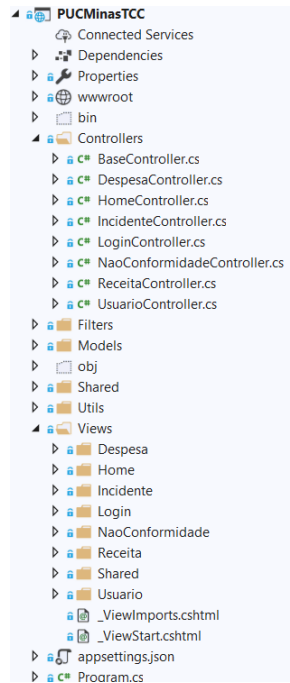 PUCMinasTCC
Connected Services
Dependencies
Properties
wwwroot
bin
Controllers
C# BaseController.cs
C# DespesaController.cs
C# HomeController.cs
C# IncidenteController.cs
C# LoginController.cs
C# NaoConformidadeController.cs
C# ReceitaController.cs
C# UsuarioController.cs
Filters
Models
obj
Shared
Utils
Views
Despesa
Home
Incidente
Login
NaoConformidade
Receita
Shared
Usuario
_ViewImports.cshtml
_ViewStart.cshtml
appsettings.json
C# Program.cs